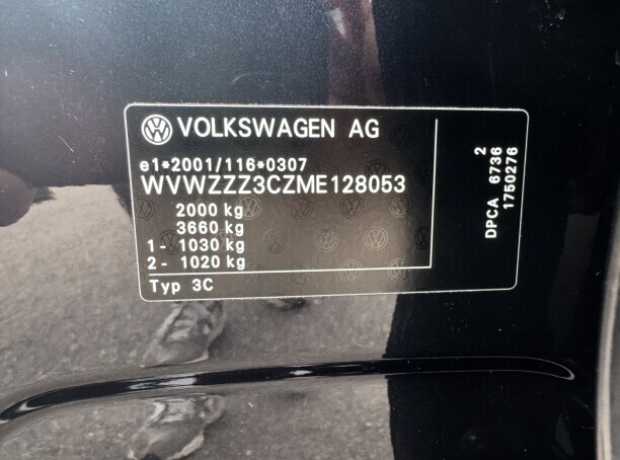 VOLKSWAGEN AG
e1*2001/116*0307
WVWZZZ3CZME128053
2000 kg
3660 kg
1- 1030 kg
2- 1020 kg
Typ 3C
2
DPCA 6736
1750276